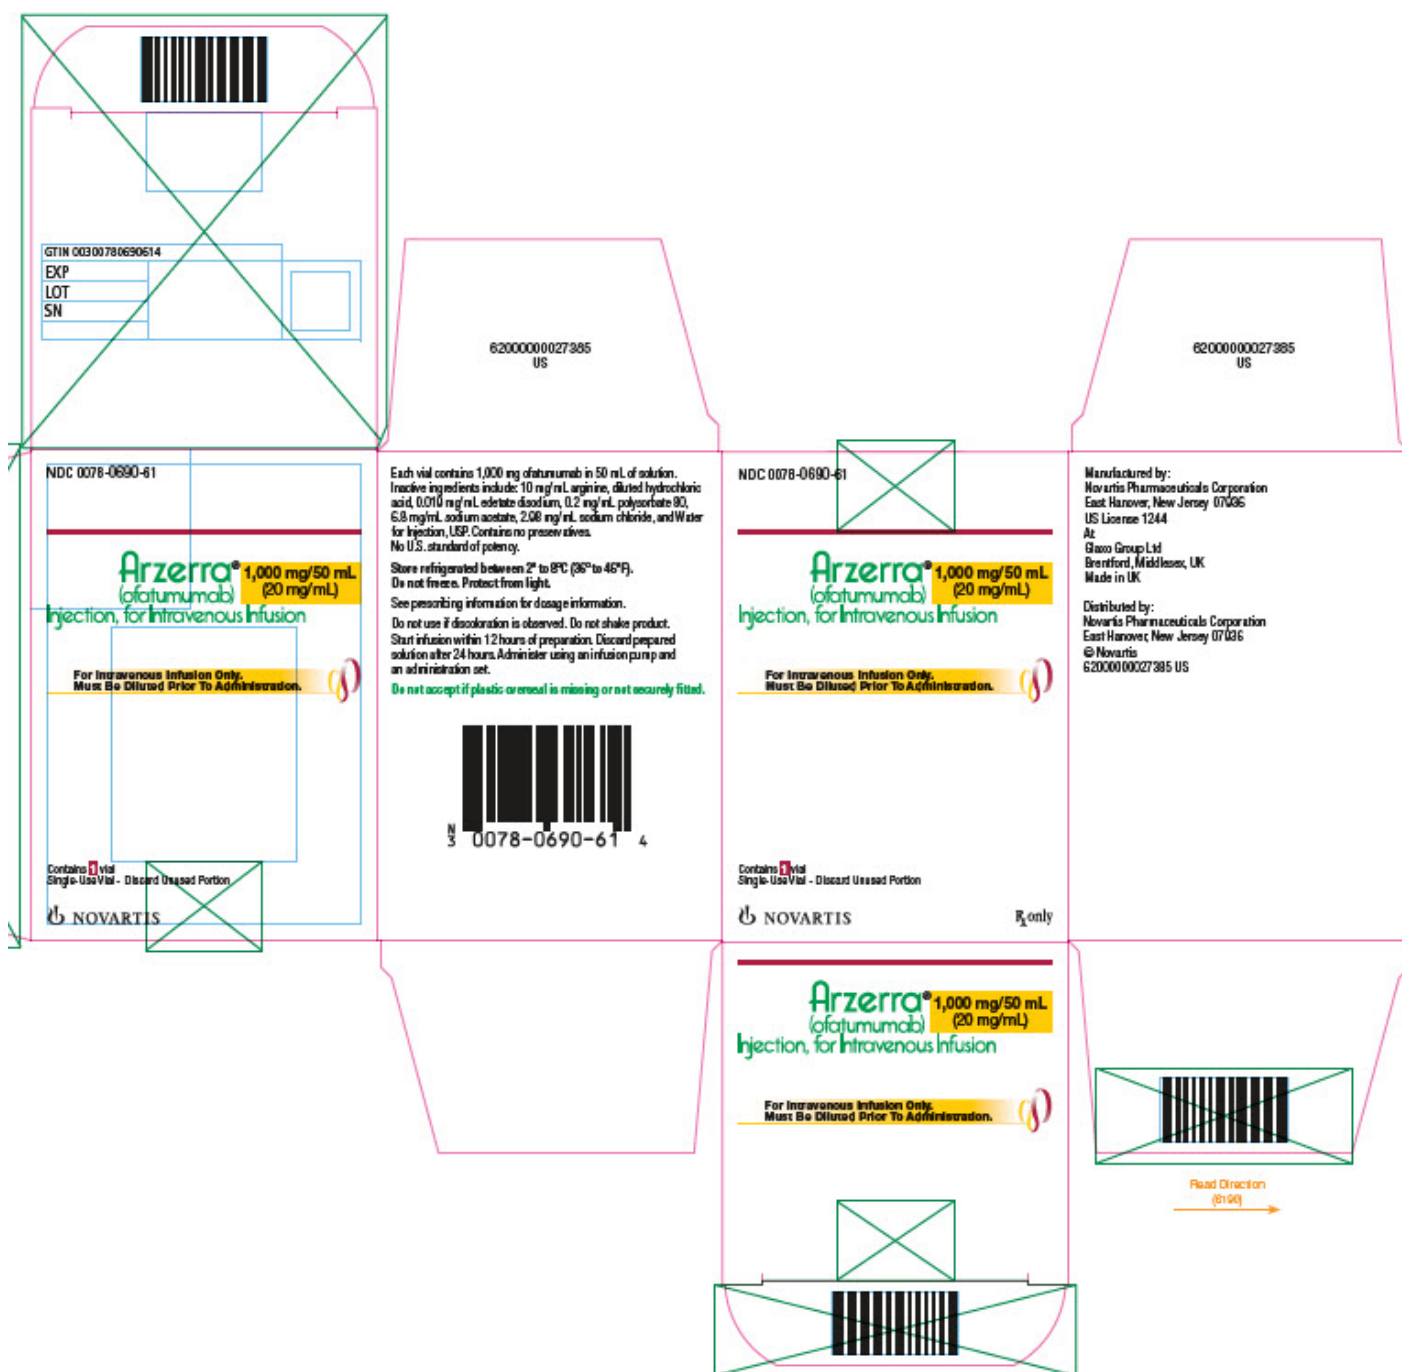 GTIN 00300780690614
EXP
LOT
SN
62000000027385
US
62000000027385
US
NDC 0078-0690-61
Arzerra® 1,000 mg/50 mL
(ofatumumab) (20 mg/mL)
Injection, for Intravenous Infusion
For Intravenous Infusion Only.
Must Be Diluted Prior To Administration.
Contains 1 vial
Single-Use Vial - Discard Unused Portion
NOVARTIS
Each vial contains 1,000 mg ofatumumab in 50 mL of solution.
Inactive ingredients include: 10 mg/mL arginine, diluted hydrochloric
acid, 0.019 mg/mL edetate disodium, 0.2 mg/mL polysorbate 80,
6.8 mg/mL sodium acetate, 2.98 mg/mL sodium chloride, and Water
for Injection, USP. Contains no preservatives.
No U.S. standard of potency.
Store refrigerated between 2° to 8°C (36° to 46°F).
Do not freeze. Protect from light.
See prescribing information for dosage information.
Do not use if discoloration is observed. Do not shake product.
Start infusion within 12 hours of preparation. Discard prepared
solution after 24 hours. Administer using an infusion pump and
an administration set.
Do not accept if plastic overseal is missing or not securely fitted.
N
3 0078-0690-61 4
NDC 0078-0690-61
Arzerra® 1,000 mg/50 mL
(ofatumumab) (20 mg/mL)
Injection, for Intravenous Infusion
For Intravenous Infusion Only.
Must Be Diluted Prior To Administration.
Contains 1 vial
Single-Use Vial - Discard Unused Portion
NOVARTIS
Rx only
Manufactured by:
Novartis Pharmaceuticals Corporation
East Hanover, New Jersey 07936
US License 1244
At
Glaxo Group Ltd
Brentford, Middlesex, UK
Made in UK
Distributed by:
Novartis Pharmaceuticals Corporation
East Hanover, New Jersey 07936
© Novartis
62000000027385 US
Arzerra® 1,000 mg/50 mL
(ofatumumab) (20 mg/mL)
Injection, for Intravenous Infusion
For Intravenous Infusion Only.
Must Be Diluted Prior To Administration.
Read Direction
(6190)